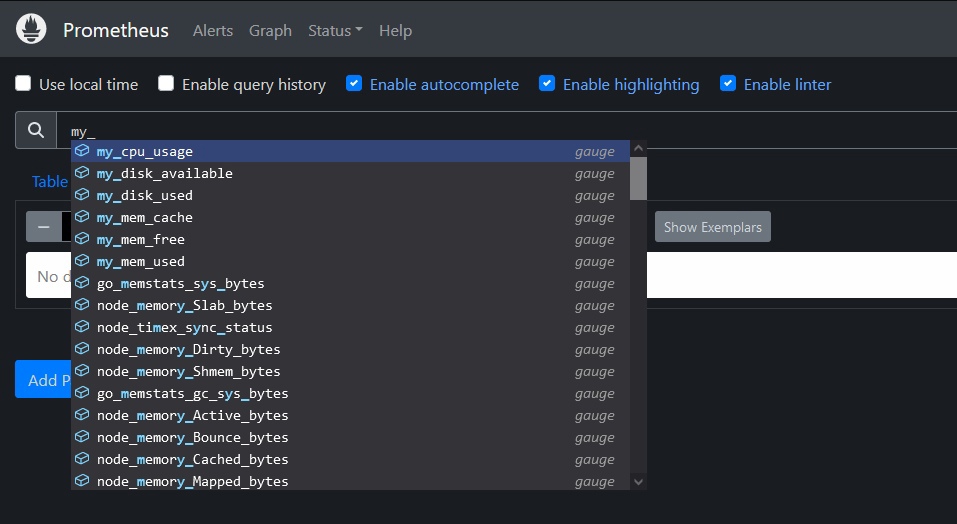 Prometheus Alerts Graph Status Help
Use local time Enable query history Enable autocomplete Enable highlighting Enable linter
my_
my_cpu_usage gauge
my_disk_available gauge
Table my_disk_used gauge
my_mem_cache gauge
my_mem_free gauge Show Exemplars
my_mem_used gauge
No d go_memstats_sys_bytes gauge
node_memory_Slab_bytes gauge
node_timex_sync_status gauge
node_memory_Dirty_bytes gauge
node_memory_Shmem_bytes gauge
Add P go_memstats_gc_sys_bytes gauge
node_memory_Active_bytes gauge
node_memory_Bounce_bytes gauge
node_memory_Cached_bytes gauge
node_memory_Mapped_bytes gauge